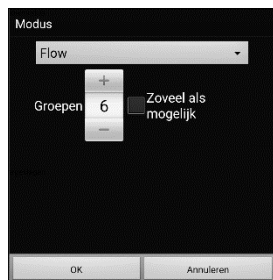 Modus
Flow
+
Groepen 6 Zoveel als
mogelijk
−
OK Annuleren